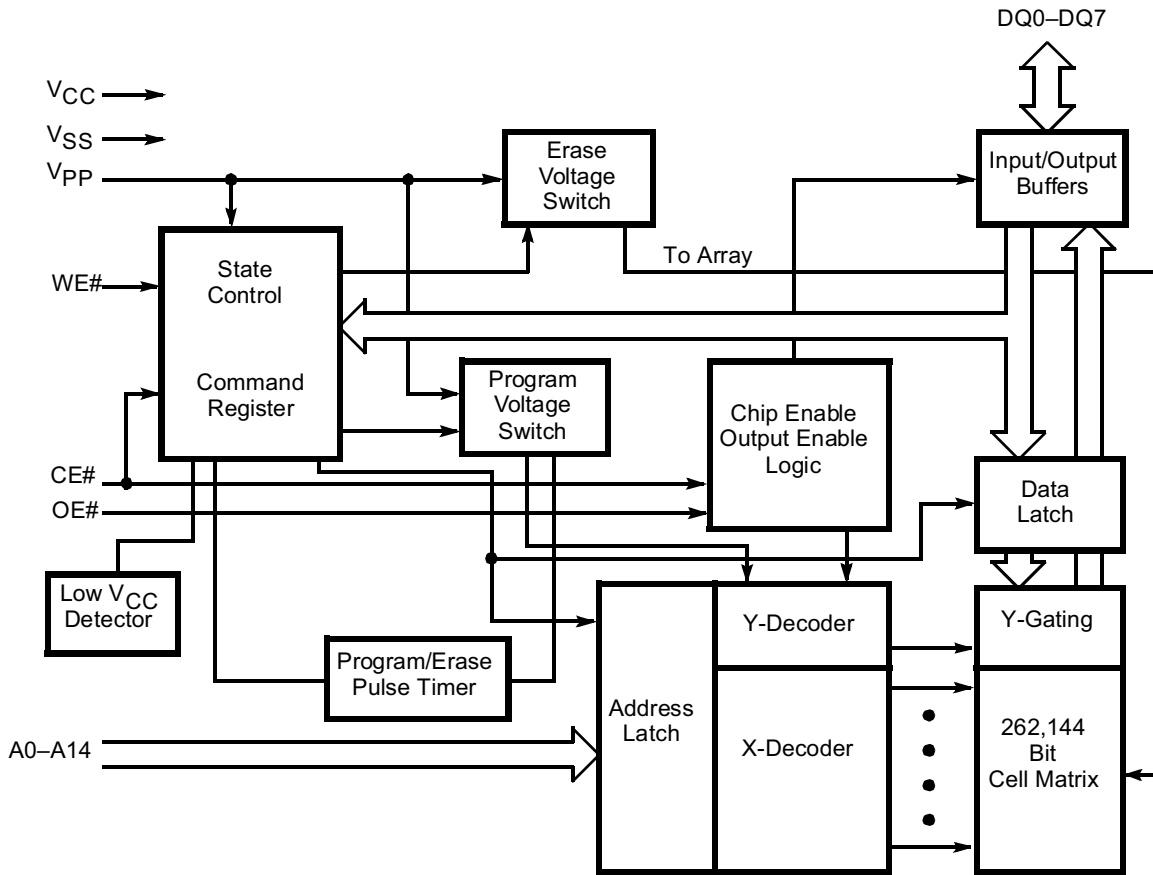 DQ0–DQ7
VCC
VSS
VPP
Erase
Voltage
Switch
Input/Output
Buffers
To Array
WE#
State
Control
Command
Register
Program
Voltage
Switch
Chip Enable
Output Enable
Logic
CE#
OE#
Data
Latch
Low VCC
Detector
Y-Decoder
Y-Gating
Program/Erase
Pulse Timer
Address
Latch
A0–A14
X-Decoder
262,144
Bit
Cell Matrix